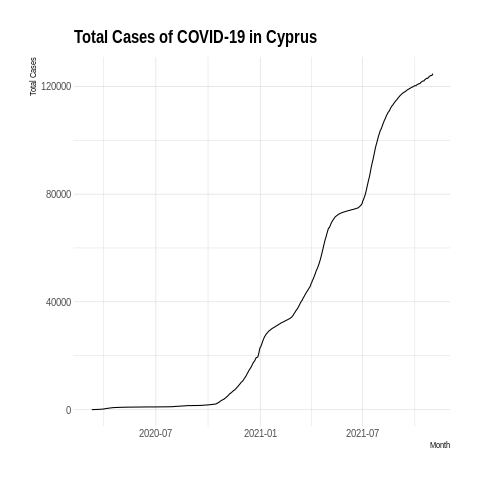 Total Cases of COVID-19 in Cyprus
Total Cases
120000
80000
40000
0
2020-07 2021-01 2021-07
Month